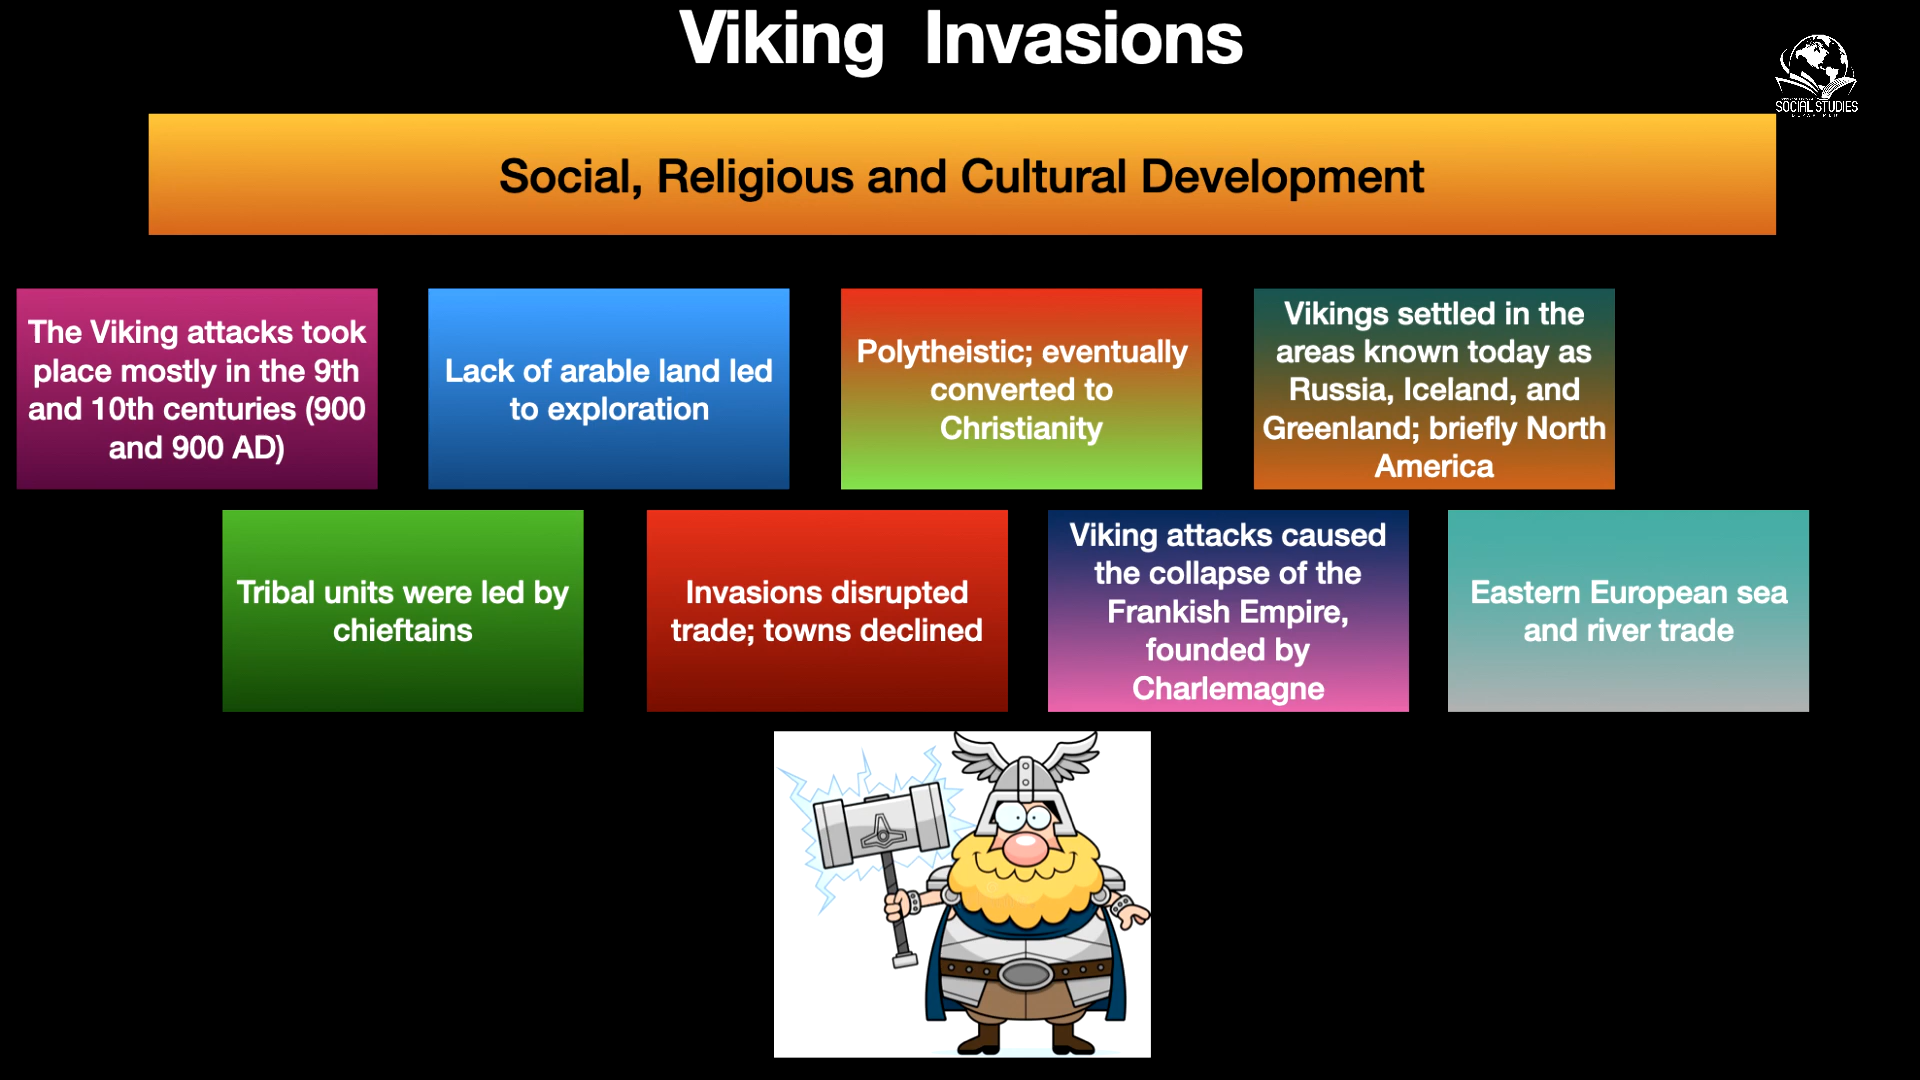 Viking Invasions
SOCIAL STUDIES
Social, Religious and Cultural Development
The Viking attacks took
place mostly in the 9th
and 10th centuries (900
and 900 AD)
Lack of arable land led
to exploration
Polytheistic; eventually
converted to
Christianity
Vikings settled in the
areas known today as
Russia, Iceland, and
Greenland; briefly North
America
Tribal units were led by
chieftains
Invasions disrupted
trade; towns declined
Viking attacks caused
the collapse of the
Frankish Empire,
founded by
Charlemagne
Eastern European sea
and river trade